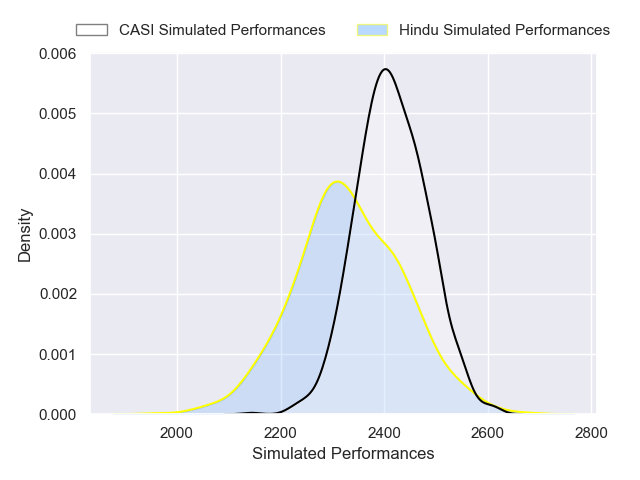 CASI Simulated Performances Hindu Simulated Performances
0.006
0.005
0.004
0.003
0.002
0.001
0.000
Density
2000 2200 2400 2600 2800
Simulated Performances